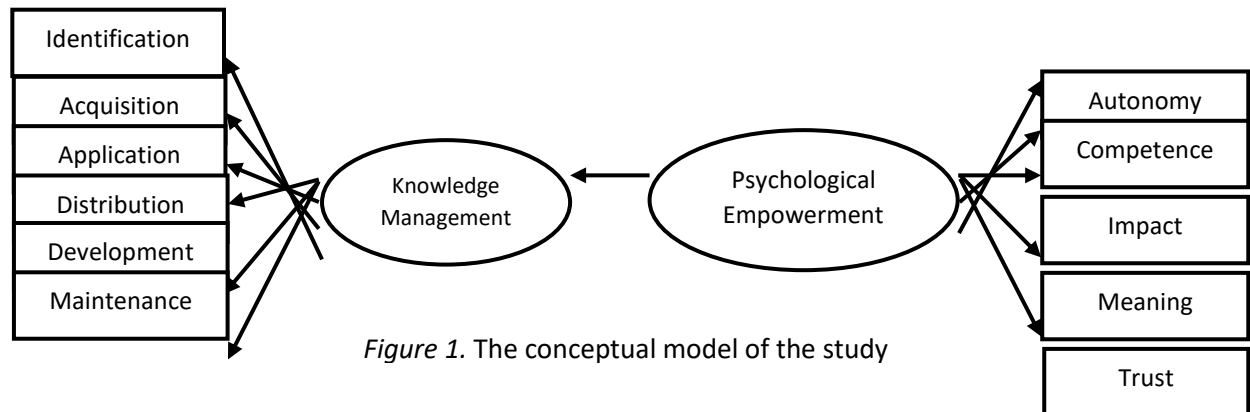 Identification
Acquisition
Application
Distribution
Development
Maintenance
Knowledge
Management
Psychological
Empowerment
Autonomy
Competence
Impact
Meaning
Trust
Figure 1. The conceptual model of the study